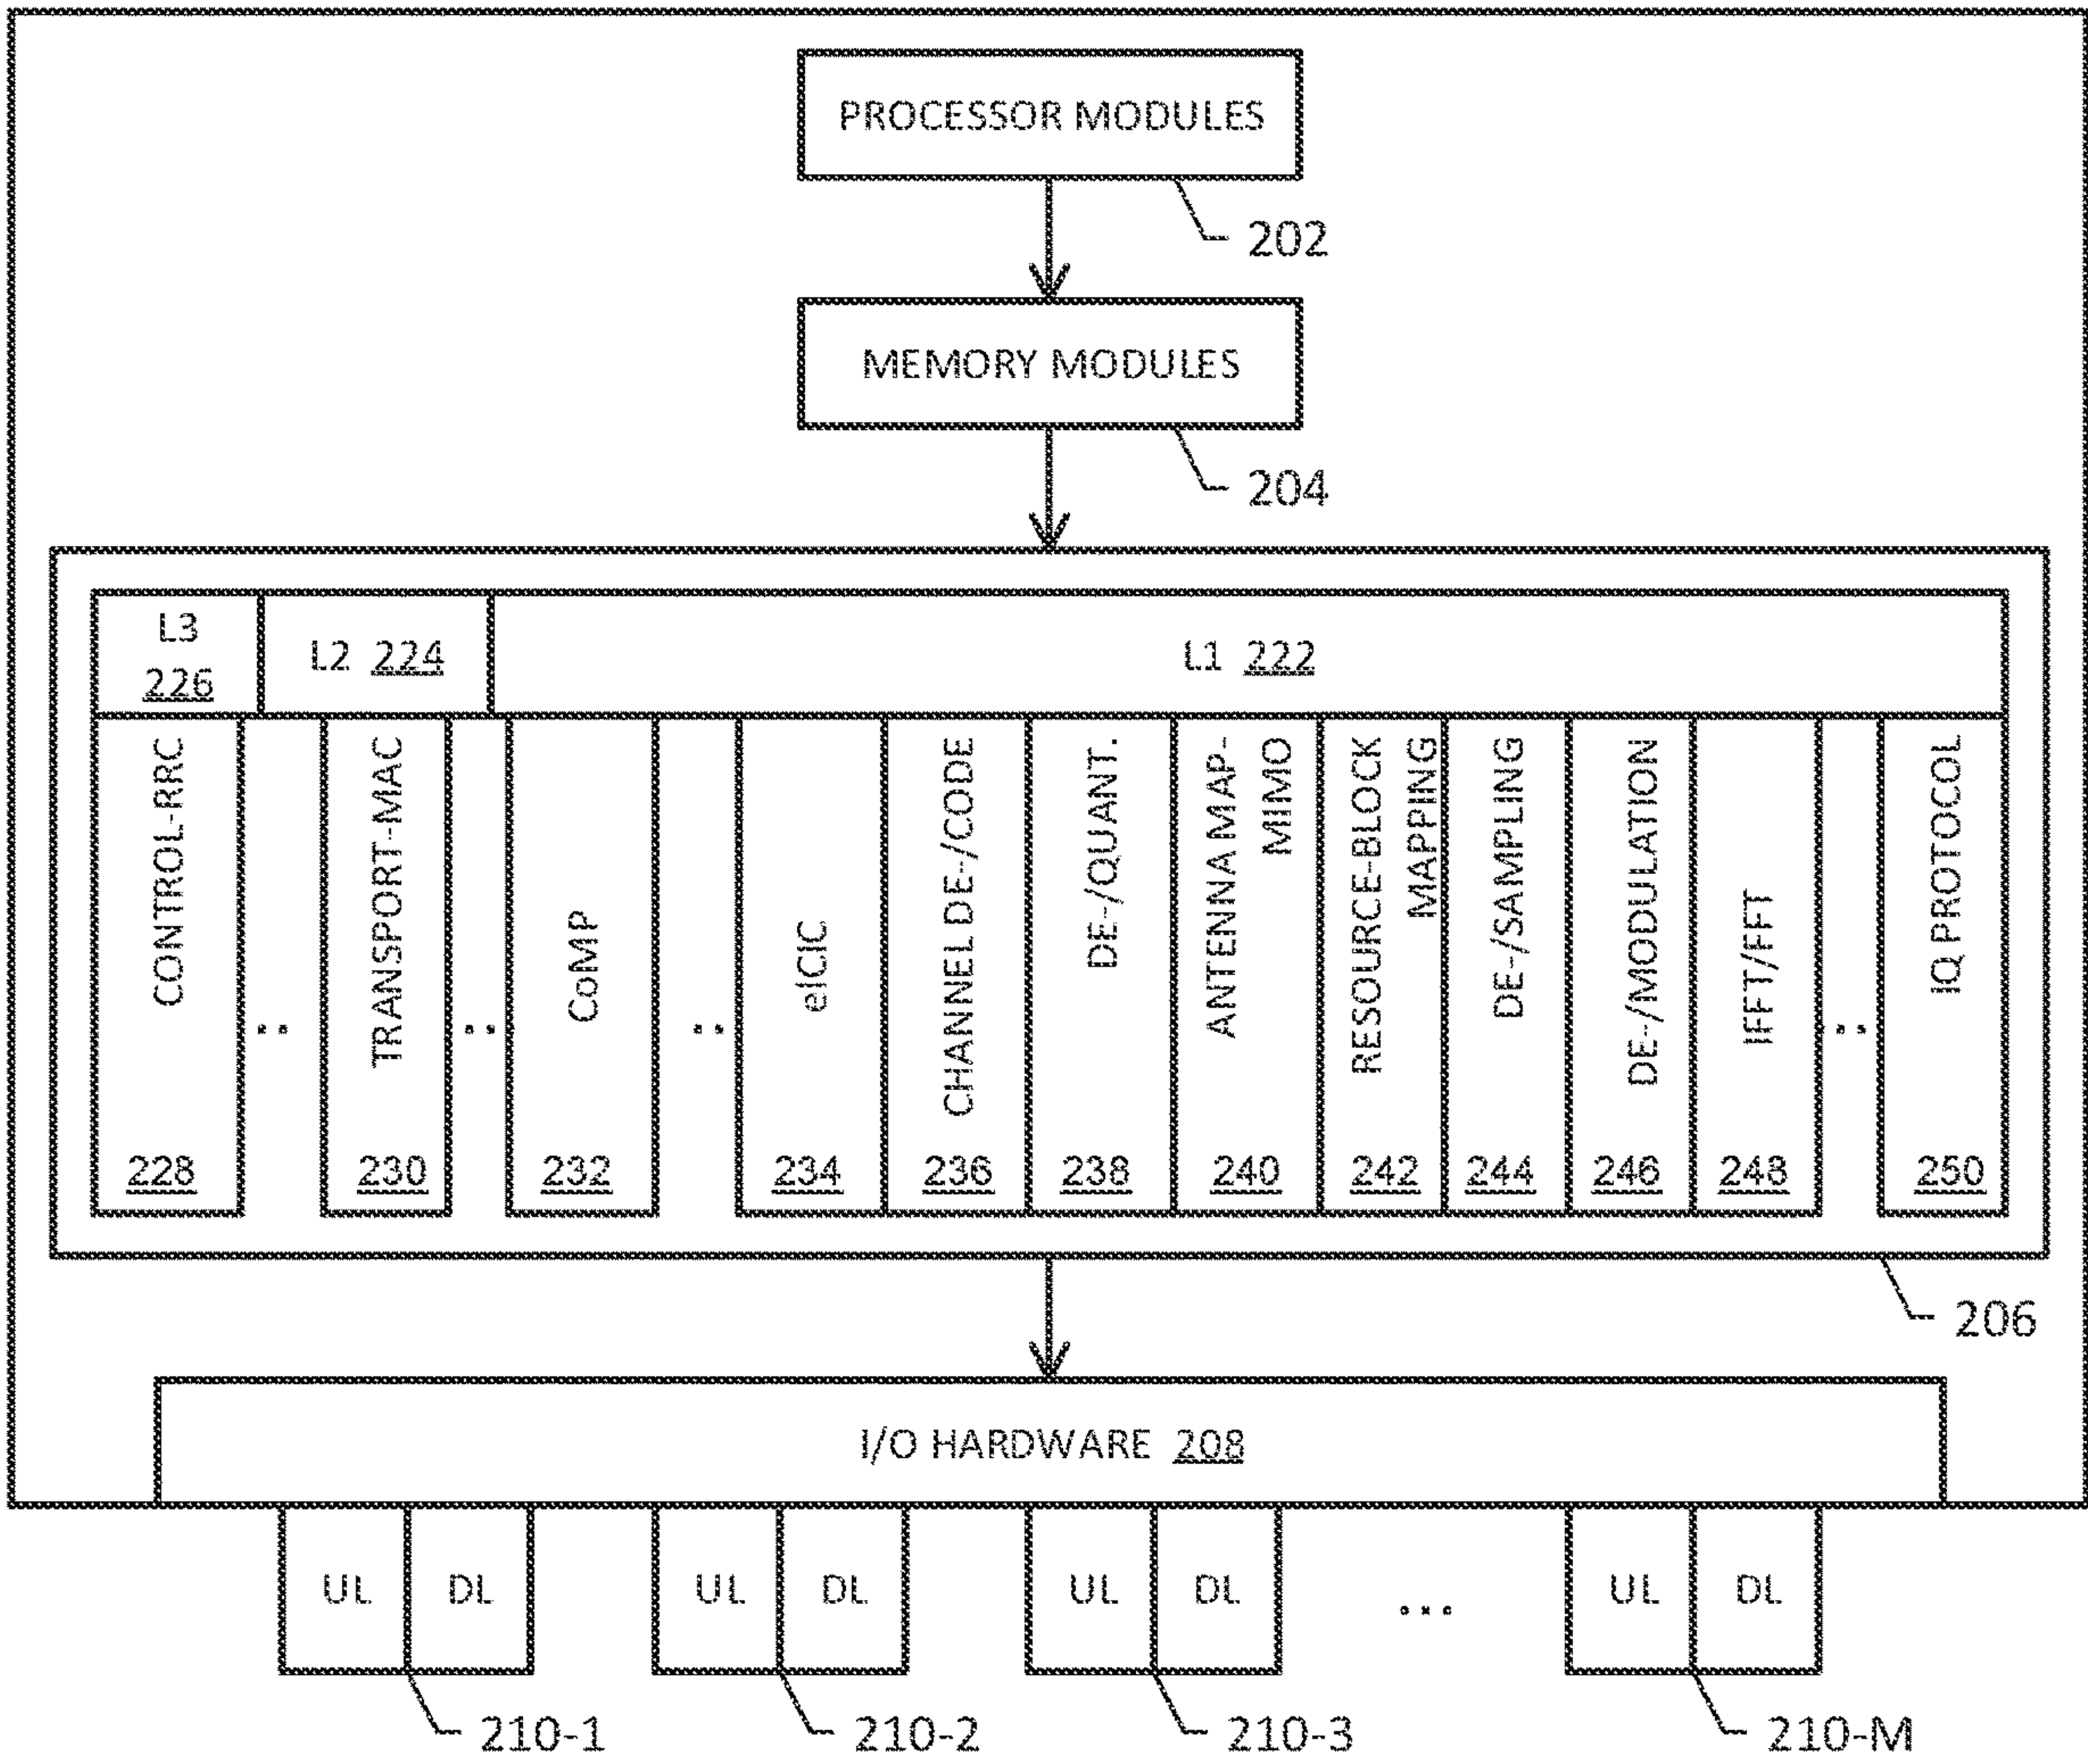 PROCESSOR MODULES
202
MEMORY MODULES
204
L3
226
L2 224
L1 222
CONTROL-RRC
228
..
TRANSPORT-MAC
230
..
CoMP
232
..
eICIC
234
CHANNEL DE-/CODE
236
DE-/QUANT.
238
ANTENNA MAP-
MIMO
240
RESOURCE-BLOCK
MAPPING
242
DE-/SAMPLING
244
DE-/MODULATION
246
IFFT/FFT
248
...
IQ PROTOCOL
250
206
I/O HARDWARE 208
UL DL
UL DL
UL DL
...
UL DL
210-1
210-2
210-3
210-M